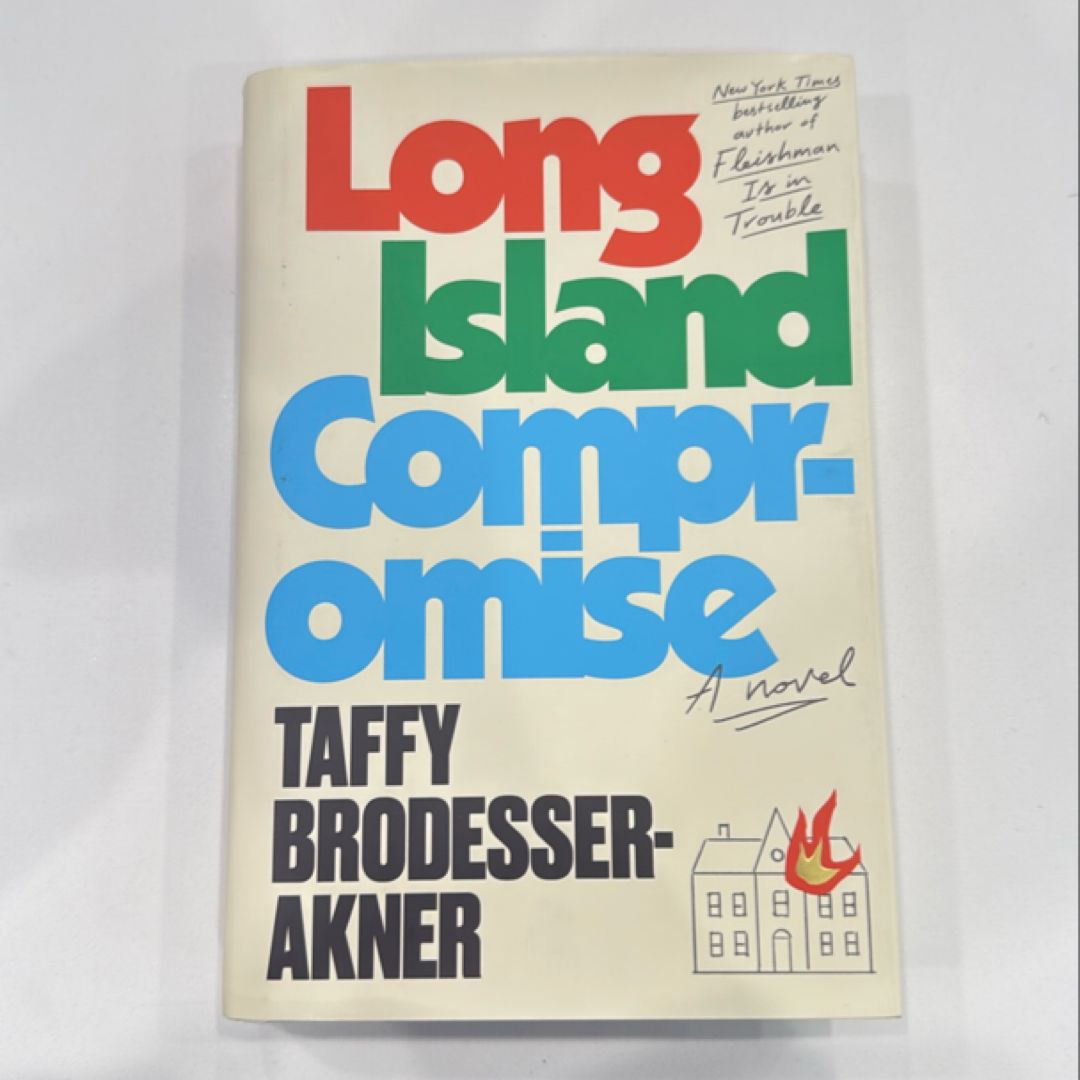 Long
New York Times
bestselling
author of
Fleishman
Is in
Trouble
Island
Compr-
omise
A novel
TAFFY
BRODESSER-
AKNER